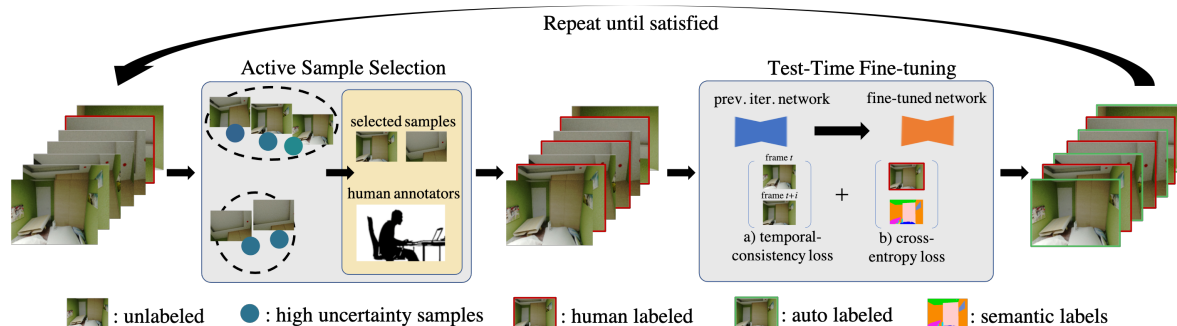 Repeat until satisfied
Active Sample Selection
Test-Time Fine-tuning
selected samples
human annotators
prev. iter. network
fine-tuned network
frame t
frame t+i
+
a) temporal-
consistency loss
b) cross-
entropy loss
: unlabeled
: high uncertainty samples
: human labeled
: auto labeled
: semantic labels